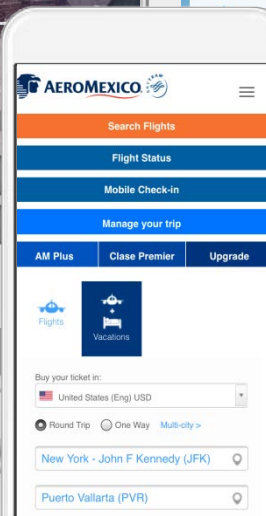 AEROMEXICO.
Search Flights
Flight Status
Mobile Check-in
Manage your trip
AM Plus Clase Premier Upgrade
Flights
+
Vacations
Buy your ticket in:
United States (Eng) USD
Round Trip One Way Multi-city >
New York - John F Kennedy (JFK)
Puerto Vallarta (PVR)